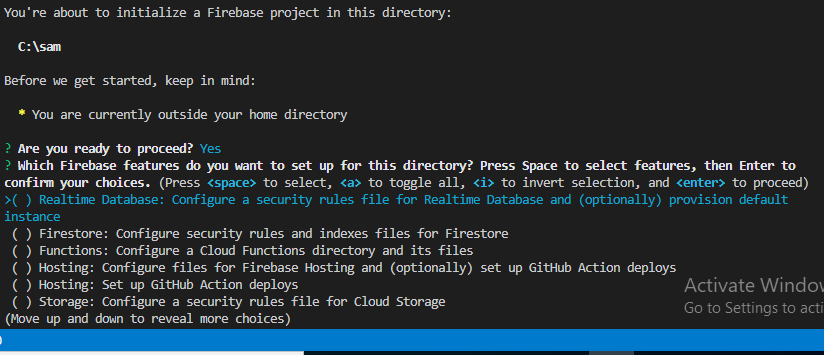 You're about to initialize a Firebase project in this directory:
C:\sam
Before we get started, keep in mind:
* You are currently outside your home directory
? Are you ready to proceed? Yes
? Which Firebase features do you want to set up for this directory? Press Space to select features, then Enter to
confirm your choices. (Press <space> to select, <a> to toggle all, <i> to invert selection, and <enter> to proceed)
>( ) Realtime Database: Configure a security rules file for Realtime Database and (optionally) provision default
instance
( ) Firestore: Configure security rules and indexes files for Firestore
( ) Functions: Configure a Cloud Functions directory and its files
( ) Hosting: Configure files for Firebase Hosting and (optionally) set up GitHub Action deploys
( ) Hosting: Set up GitHub Action deploys
( ) Storage: Configure a security rules file for Cloud Storage
(Move up and down to reveal more choices)
Activate Window
Go to Settings to acti